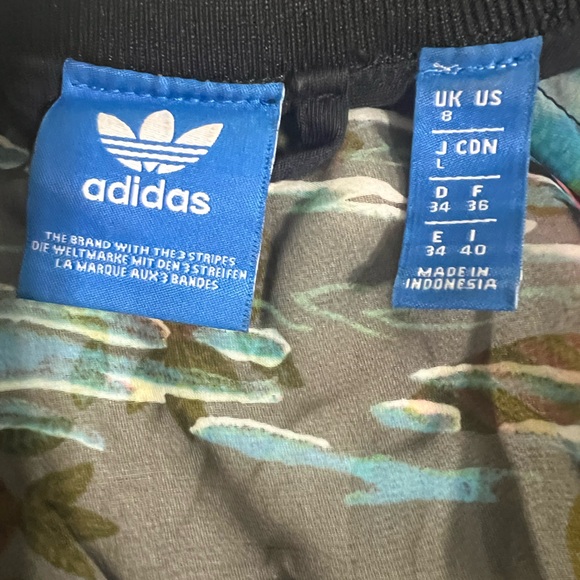 adidas
THE BRAND WITH THE 3 STRIPES
DIE WELTMARKE MIT DEN 3 STREIFEN
LA MARQUE AUX 3 BANDES
UK US
8
J CDN
L
D F
34 36
E I
34 40
MADE IN
INDONESIA